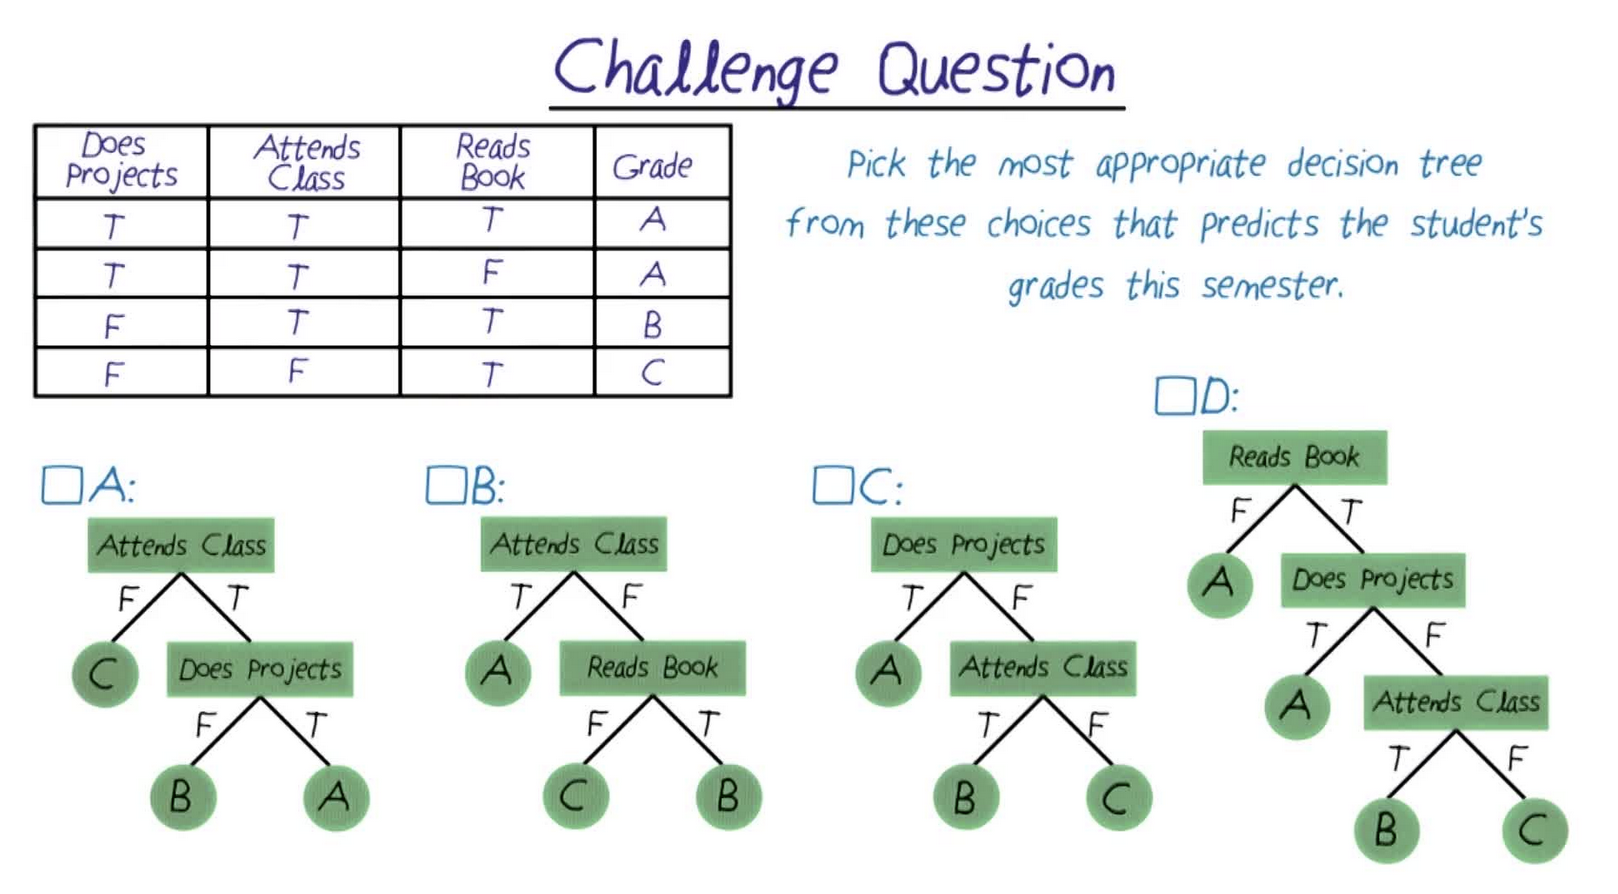 Challenge Question
Does Projects
Attends Class
Reads Book
Grade
T T T A
T T F A
F T T B
F F T C
Pick the most appropriate decision tree
from these choices that predicts the student's
grades this semester.
A:
Attends Class
F T
C
Does Projects
F T
B A
B:
Attends Class
T F
A
Reads Book
F T
C B
C:
Does Projects
T F
A
Attends Class
T F
B C
D:
Reads Book
F T
A
Does Projects
T F
A
Attends Class
T F
B C